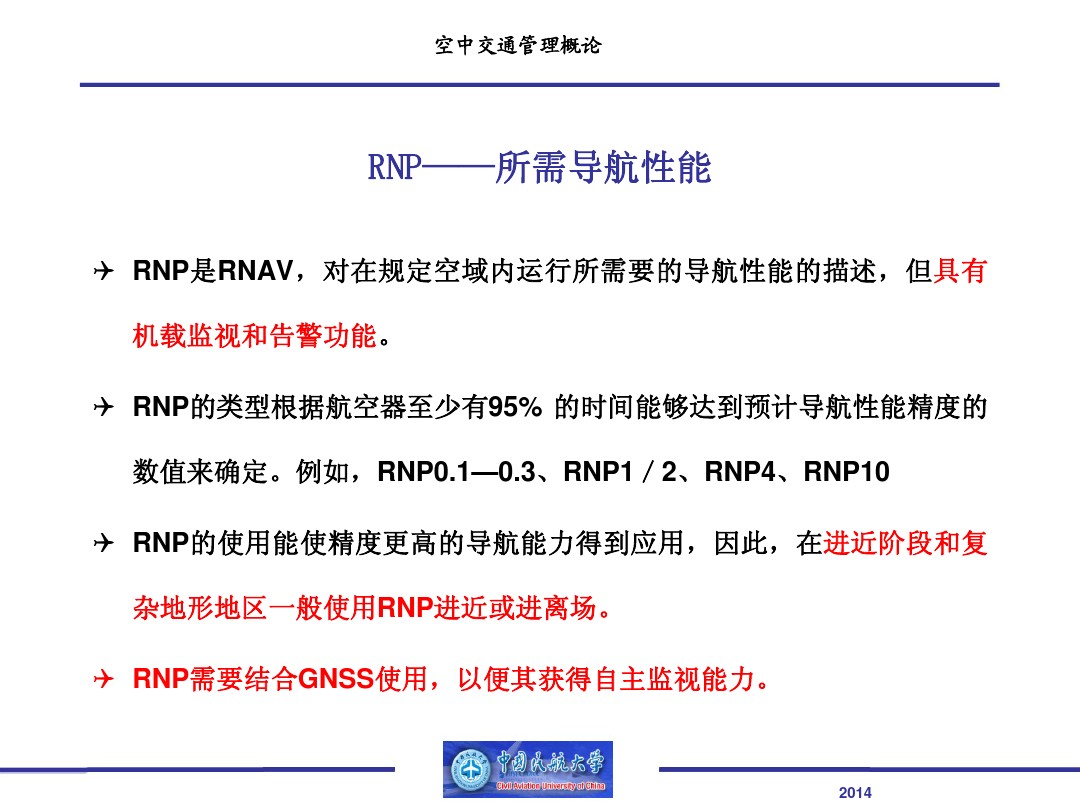 空中交通管理概论
RNP——所需导航性能
RNP是RNAV，对在规定空域内运行所需要的导航性能的描述，但具有
机载监视和告警功能。
RNP的类型根据航空器至少有95% 的时间能够达到预计导航性能精度的
数值来确定。例如，RNP0.1—0.3、RNP1／2、RNP4、RNP10
RNP的使用能使精度更高的导航能力得到应用，因此，在进近阶段和复
杂地形地区一般使用RNP进近或进离场。
RNP需要结合GNSS使用，以便其获得自主监视能力。
中国民航大学
Civil Aviation University of China
2014